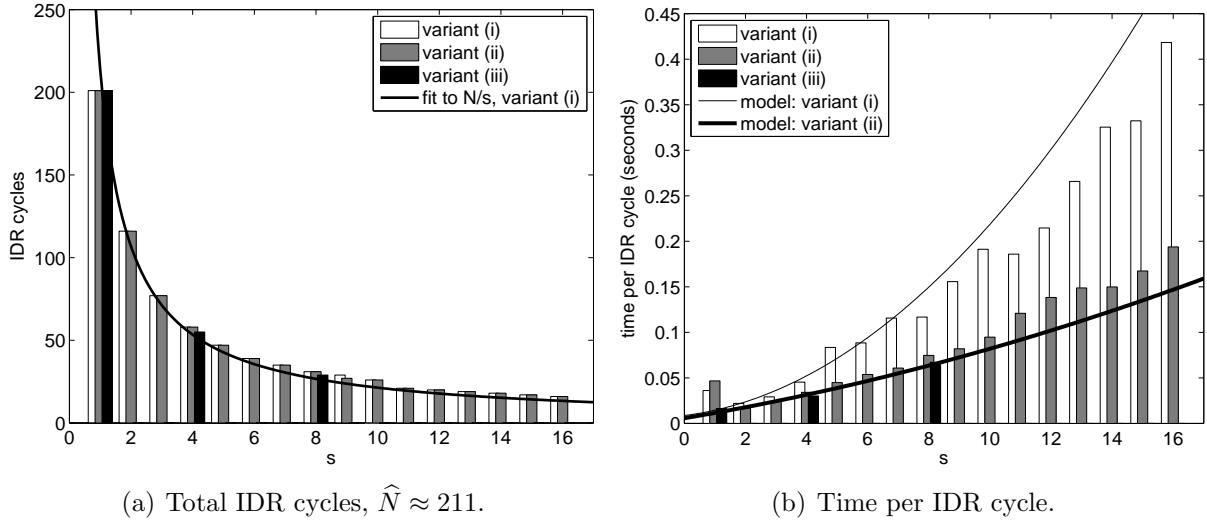 250
200
150
100
50
0
IDR cycles
variant (i)
variant (ii)
variant (iii)
fit to N/s, variant (i)
0 2 4 6 8 10 12 14 16
s
(a) Total IDR cycles, N̂ ≈ 211.
0.45
0.4
0.35
0.3
0.25
0.2
0.15
0.1
0.05
0
time per IDR cycle (seconds)
variant (i)
variant (ii)
variant (iii)
model: variant (i)
model: variant (ii)
0 2 4 6 8 10 12 14 16
s
(b) Time per IDR cycle.